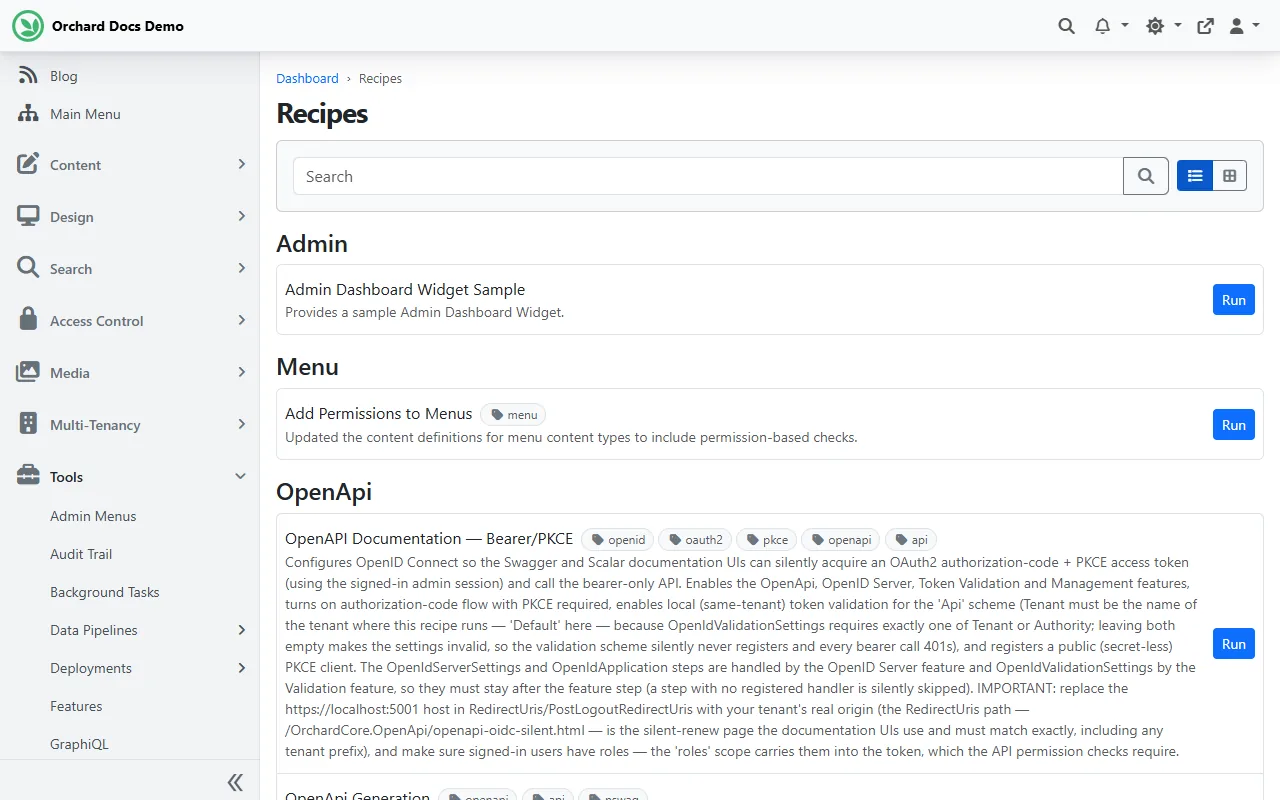 Orchard Docs Demo
Blog
Main Menu
Content
Design
Search
Access Control
Media
Multi-Tenancy
Tools
Admin Menus
Audit Trail
Background Tasks
Data Pipelines
Deployments
Features
GraphiQL
Dashboard › Recipes
Recipes
Search
Admin
Admin Dashboard Widget Sample
Provides a sample Admin Dashboard Widget.
Run
Menu
Add Permissions to Menus menu
Updated the content definitions for menu content types to include permission-based checks.
Run
OpenApi
OpenAPI Documentation — Bearer/PKCE openid oauth2 pkce openapi api
Configures OpenID Connect so the Swagger and Scalar documentation UIs can silently acquire an OAuth2 authorization-code + PKCE access token
(using the signed-in admin session) and call the bearer-only API. Enables the OpenApi, OpenID Server, Token Validation and Management features,
turns on authorization-code flow with PKCE required, enables local (same-tenant) token validation for the 'Api' scheme (Tenant must be the name of
the tenant where this recipe runs — 'Default' here — because OpenIdValidationSettings requires exactly one of Tenant or Authority; leaving both
empty makes the settings invalid, so the validation scheme silently never registers and every bearer call 401s), and registers a public (secret-less)
PKCE client. The OpenIdServerSettings and OpenIdApplication steps are handled by the OpenID Server feature and OpenIdValidationSettings by the
Validation feature, so they must stay after the feature step (a step with no registered handler is silently skipped). IMPORTANT: replace the
https://localhost:5001 host in RedirectUris/PostLogoutRedirectUris with your tenant's real origin (the RedirectUris path —
/OrchardCore.OpenApi/openapi-oidc-silent.html — is the silent-renew page the documentation UIs use and must match exactly, including any
tenant prefix), and make sure signed-in users have roles — the 'roles' scope carries them into the token, which the API permission checks require.
Run
OpenApi Generation openapi api nswag